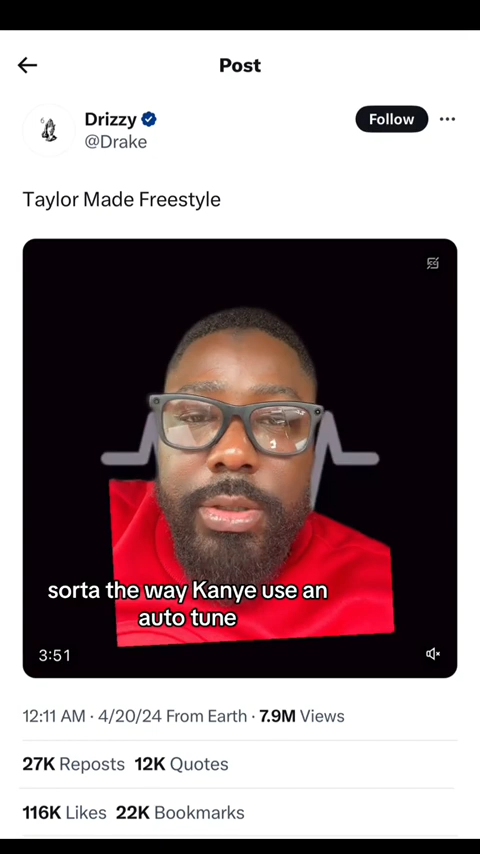 Post
Drizzy
@Drake
Follow
Taylor Made Freestyle
sorta the way Kanye use an
auto tune
3:51
12:11 AM · 4/20/24 From Earth · 7.9M Views
27K Reposts 12K Quotes
116K Likes 22K Bookmarks